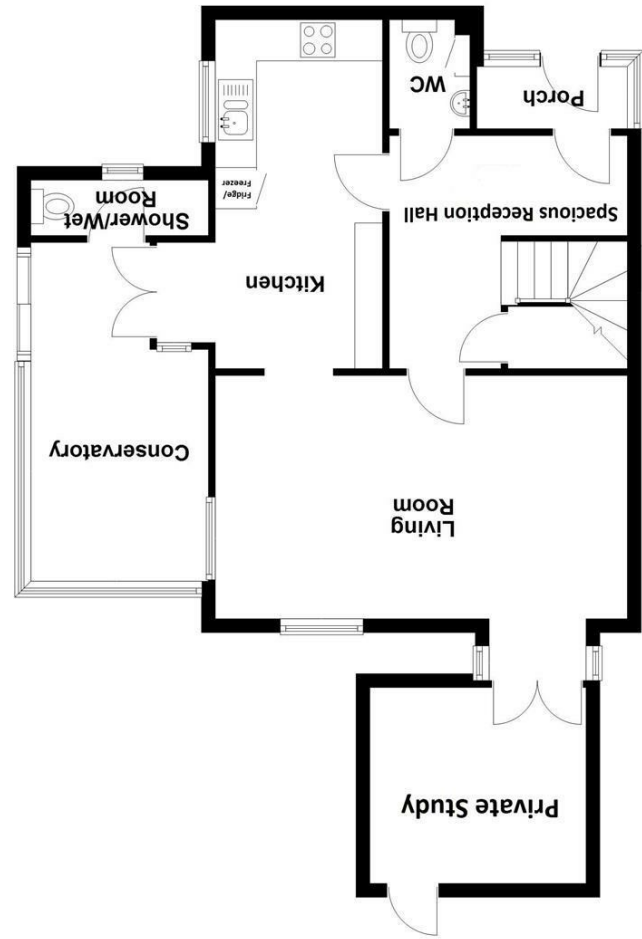 Private Study
Living
Room
Conservatory
Kitchen
Spacious Reception Hall
Shower/Wet
Room
Fridge/
Freezer
Porch
WC